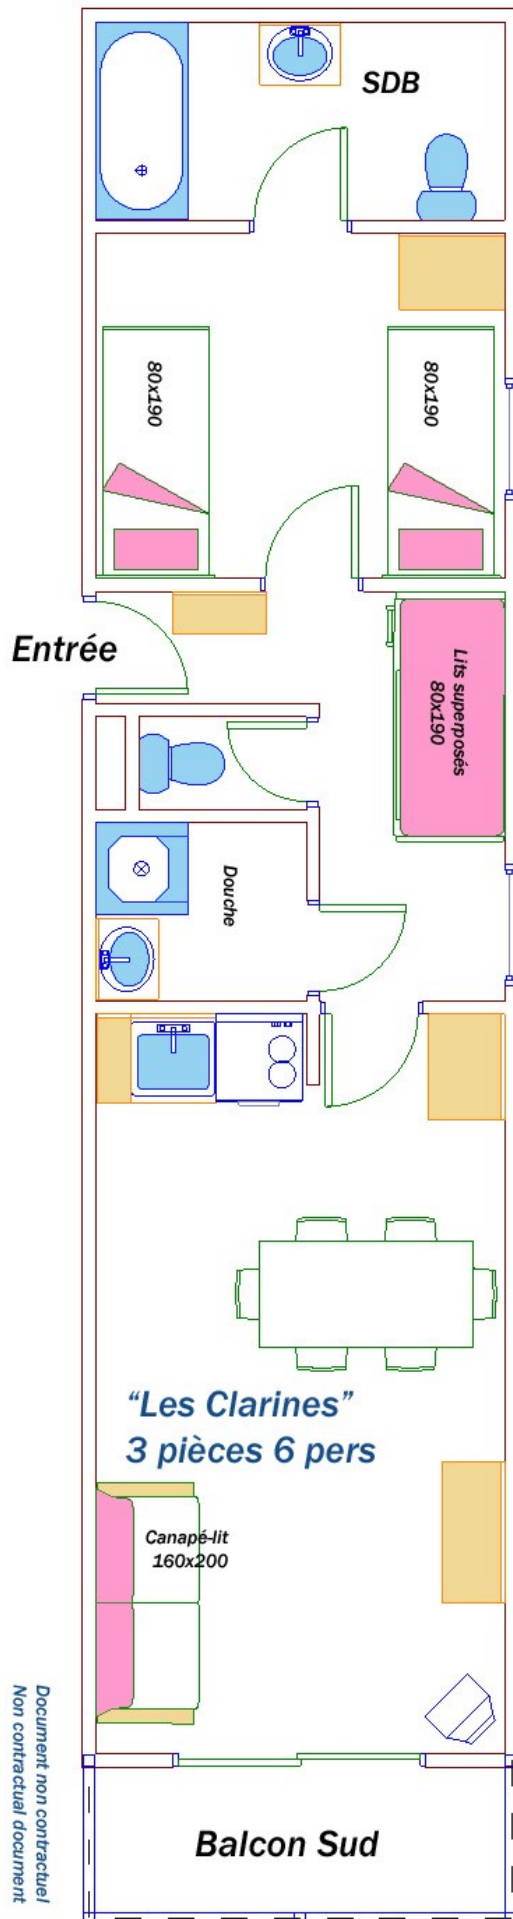 SDB
80x190
80x190
Entrée
Lits superposés
80x190
Douche
“Les Clarines”
3 pièces 6 pers
Canapé-lit
160x200
Document non contractuel
Non contractual document
Balcon Sud